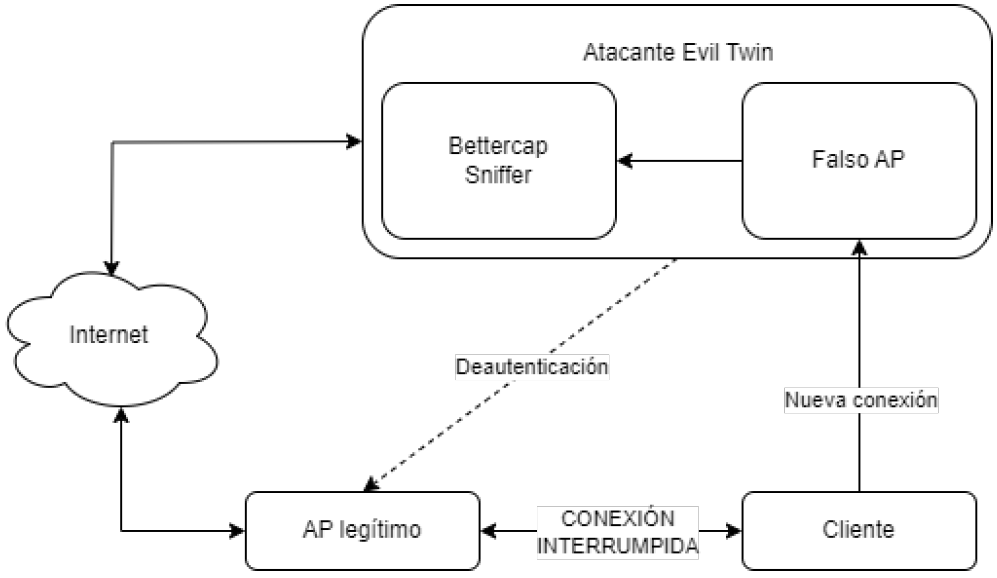 Atacante Evil Twin
Bettercap
Sniffer
Falso AP
Internet
Deautenticación
Nueva conexión
AP legítimo
CONEXIÓN
INTERRUMPIDA
Cliente